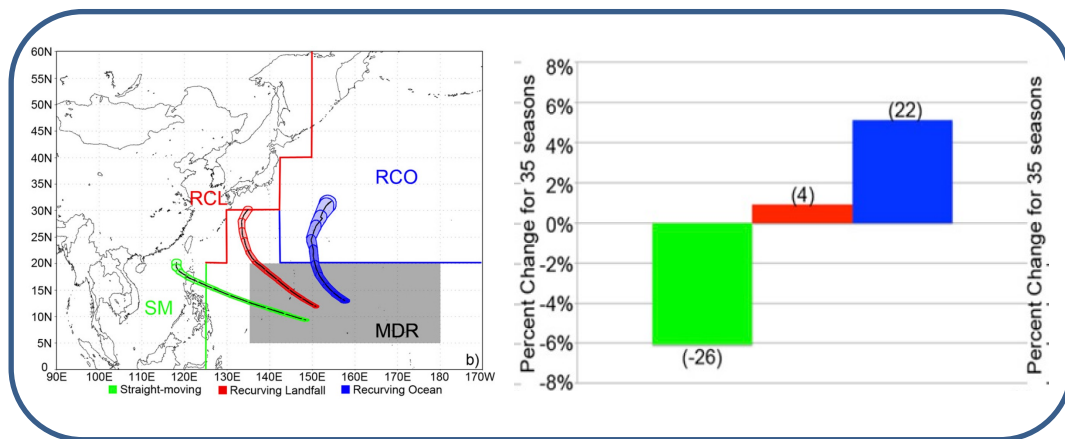 60N
55N
50N
45N
40N
35N
30N
25N
20N
15N
10N
5N
0
90E 100E 110E 120E 130E 140E 150E 160E 170E 180 170W
RCO
RCL
SM
MDR
b)
Straight-moving Recurving Landfall Recurving Ocean
Percent Change for 35 seasons
8%
6%
4%
2%
0%
-2%
-4%
-6%
-8%
(22)
(4)
(-26)
Percent Change for 35 seasons